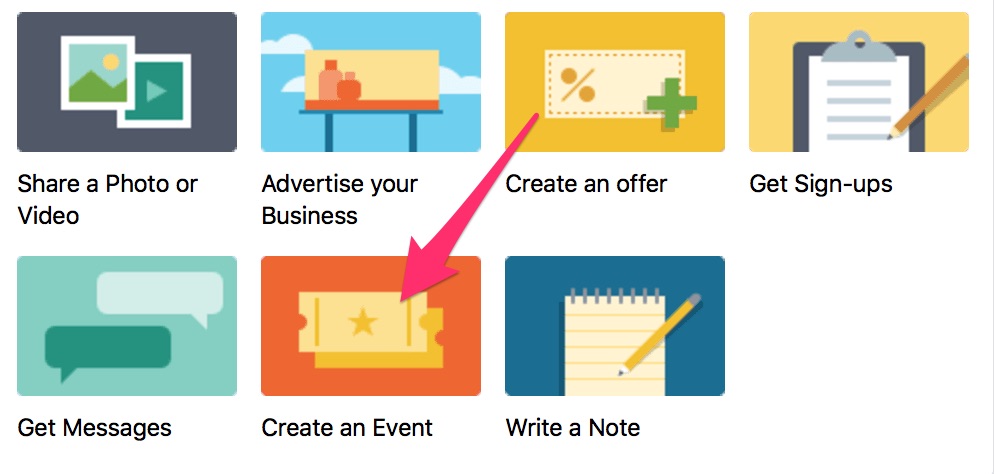 Share a Photo or
Video
Advertise your
Business
Create an offer
Get Sign-ups
Get Messages
Create an Event
Write a Note